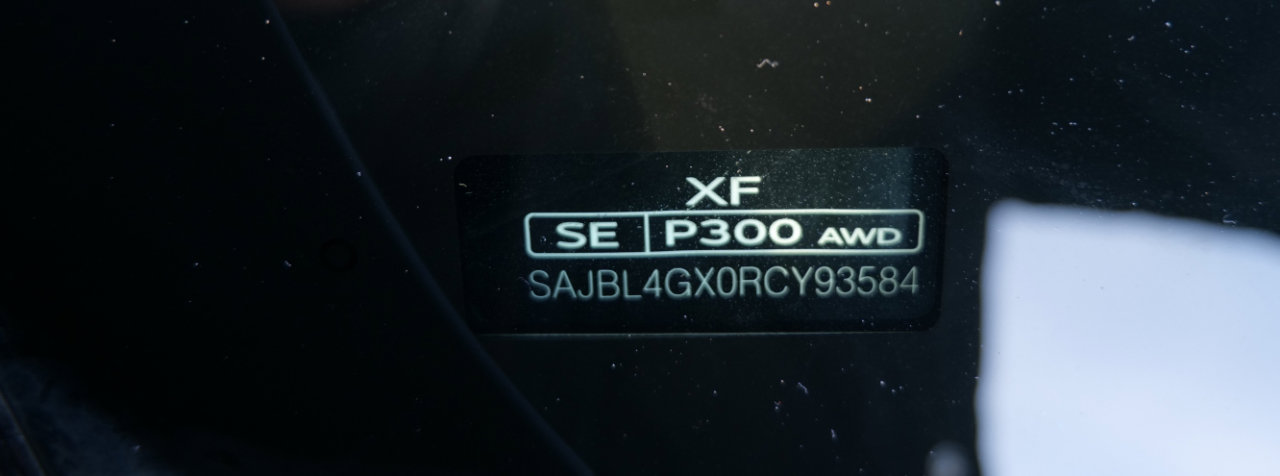 XF
SE P300 AWD
SAJBL4GX0RCY93584